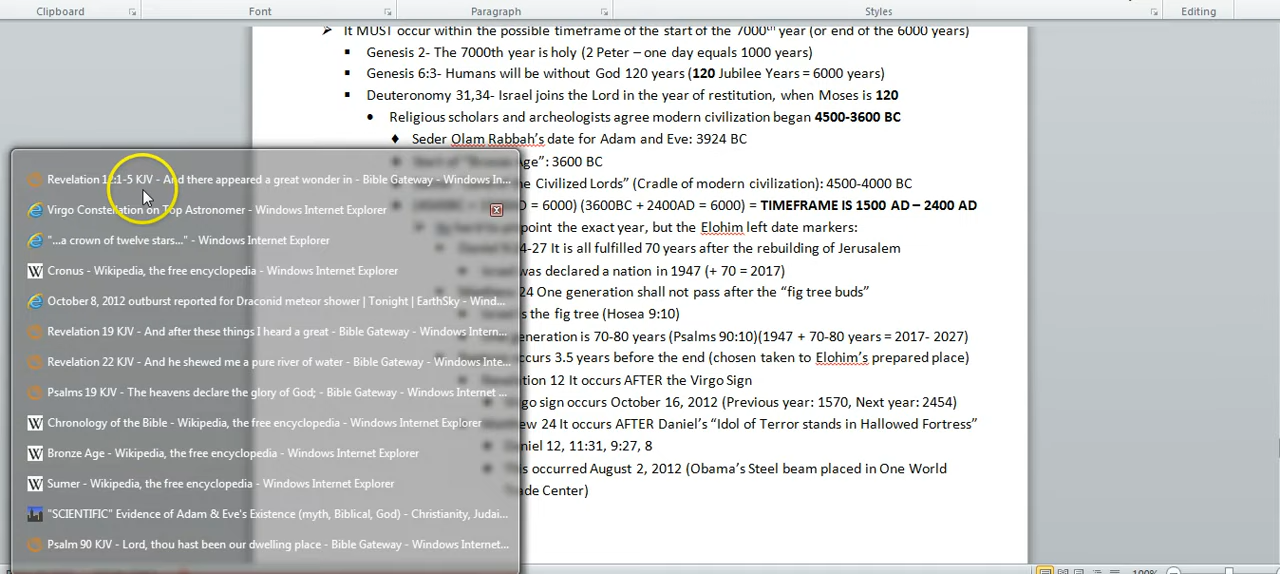 Clipboard
Font
Paragraph
Styles
Editing
It MUST occur within the possible timeframe of the start of the 7000th year (or end of the 6000 years)
Genesis 2- The 7000th year is holy (2 Peter – one day equals 1000 years)
Genesis 6:3- Humans will be without God 120 years (120 Jubilee Years = 6000 years)
Deuteronomy 31,34- Israel joins the Lord in the year of restitution, when Moses is 120
Religious scholars and archeologists agree modern civilization began 4500-3600 BC
Seder Olam Rabbah's date for Adam and Eve: 3924 BC
Age": 3600 BC
the Civilized Lords" (Cradle of modern civilization): 4500-4000 BC
= 6000) (3600BC + 2400AD = 6000) = TIMEFRAME IS 1500 AD – 2400 AD
point the exact year, but the Elohim left date markers:
-27 It is all fulfilled 70 years after the rebuilding of Jerusalem
was declared a nation in 1947 (+ 70 = 2017)
24 One generation shall not pass after the "fig tree buds"
the fig tree (Hosea 9:10)
generation is 70-80 years (Psalms 90:10)(1947 + 70-80 years = 2017- 2027)
occurs 3.5 years before the end (chosen taken to Elohim's prepared place)
Revelation 12 It occurs AFTER the Virgo Sign
sign occurs October 16, 2012 (Previous year: 1570, Next year: 2454)
24 It occurs AFTER Daniel's "Idol of Terror stands in Hallowed Fortress"
12, 11:31, 9:27, 8
occurred August 2, 2012 (Obama's Steel beam placed in One World
Trade Center)
Revelation 12:1-5 KJV - And there appeared a great wonder in - Bible Gateway - Windows In...
Virgo Constellation on Top Astronomer - Windows Internet Explorer
"...a crown of twelve stars..." - Windows Internet Explorer
Cronus - Wikipedia, the free encyclopedia - Windows Internet Explorer
October 8, 2012 outburst reported for Draconid meteor shower | Tonight | EarthSky - Wind...
Revelation 19 KJV - And after these things I heard a great - Bible Gateway - Windows Intern...
Revelation 22 KJV - And he shewed me a pure river of water - Bible Gateway - Windows Inte...
Psalms 19 KJV - The heavens declare the glory of God; - Bible Gateway - Windows Internet ...
Chronology of the Bible - Wikipedia, the free encyclopedia - Windows Internet Explorer
Bronze Age - Wikipedia, the free encyclopedia - Windows Internet Explorer
Sumer - Wikipedia, the free encyclopedia - Windows Internet Explorer
"SCIENTIFIC" Evidence of Adam & Eve's Existence (myth, Biblical, God) - Christianity, Judai...
Psalm 90 KJV - Lord, thou hast been our dwelling place - Bible Gateway - Windows Internet...
100%